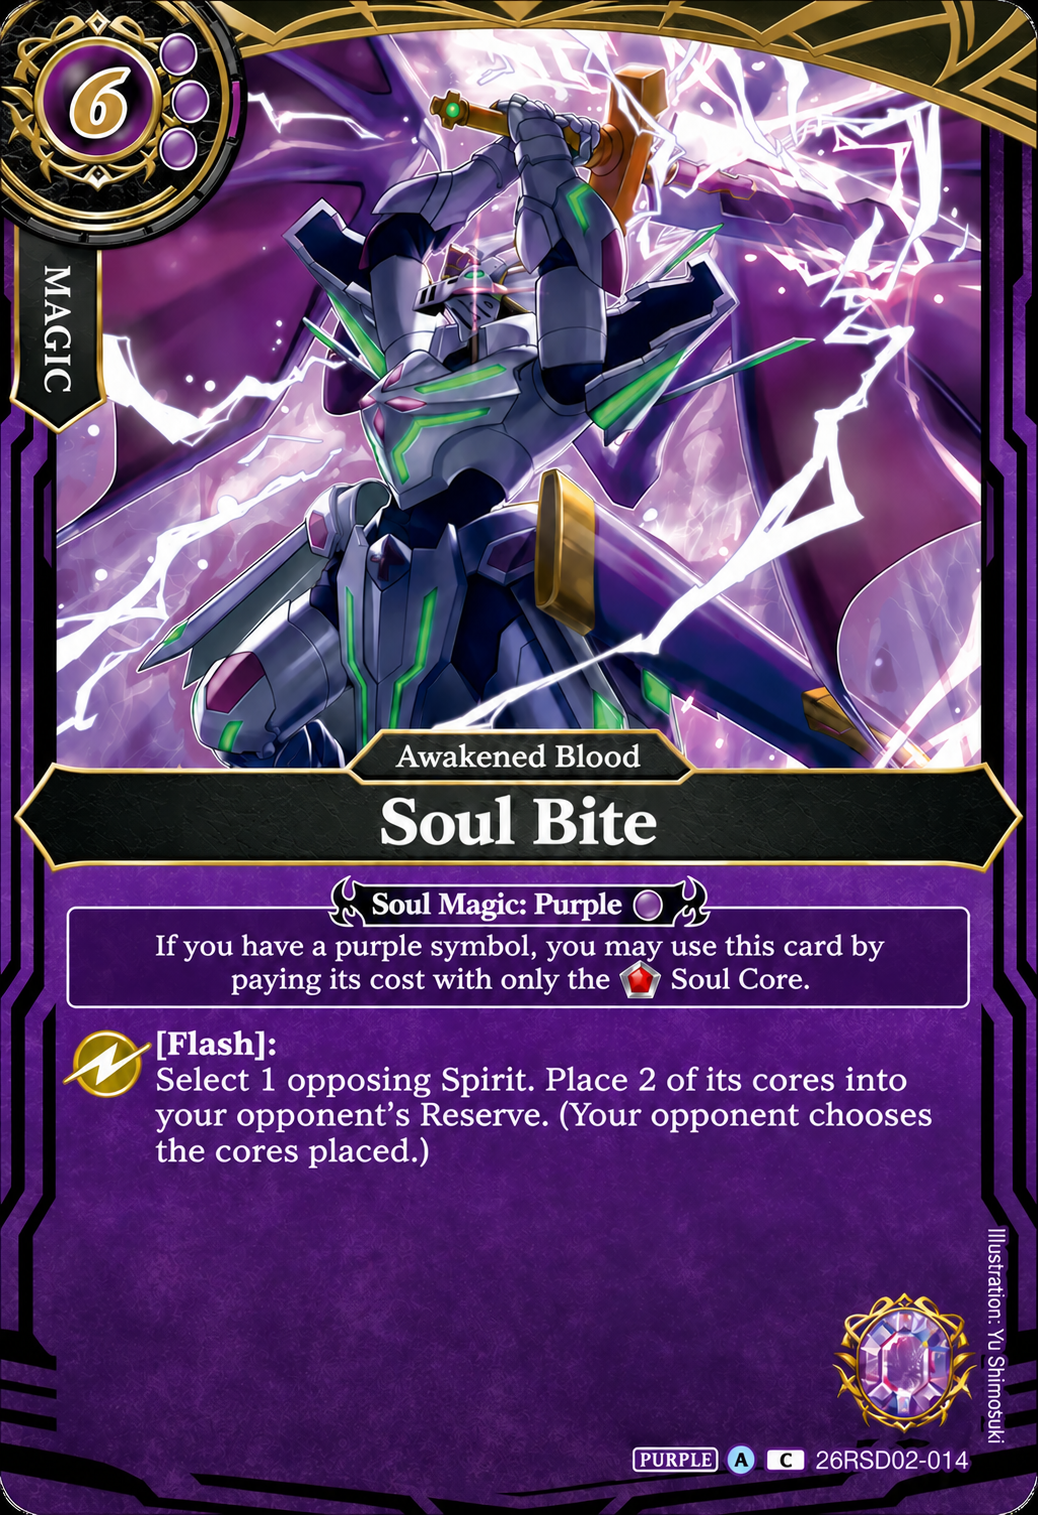 6
MAGIC
Awakened Blood
Soul Bite
Soul Magic: Purple
If you have a purple symbol, you may use this card by
paying its cost with only the Soul Core.
[Flash]:
Select 1 opposing Spirit. Place 2 of its cores into
your opponent's Reserve. (Your opponent chooses
the cores placed.)
Illustration: Yu Shimotsuki
PURPLE A C 26RSD02-014